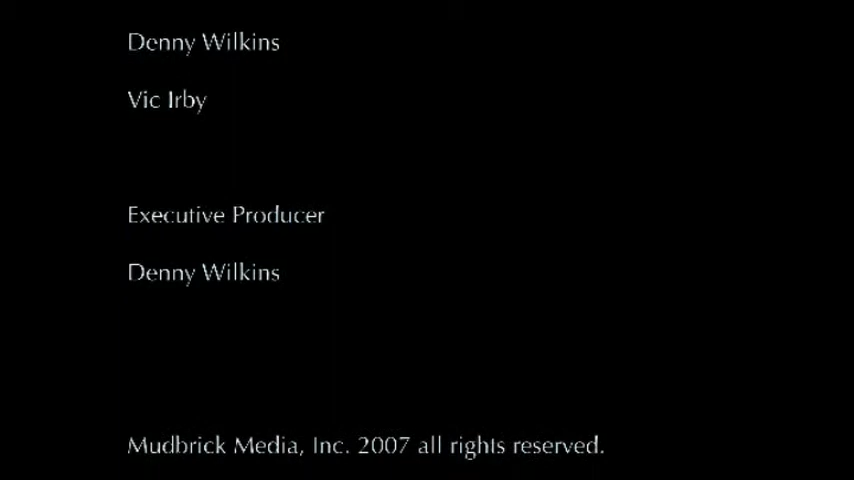 Denny Wilkins
Vic Irby
Executive Producer
Denny Wilkins
Mudbrick Media, Inc. 2007 all rights reserved.